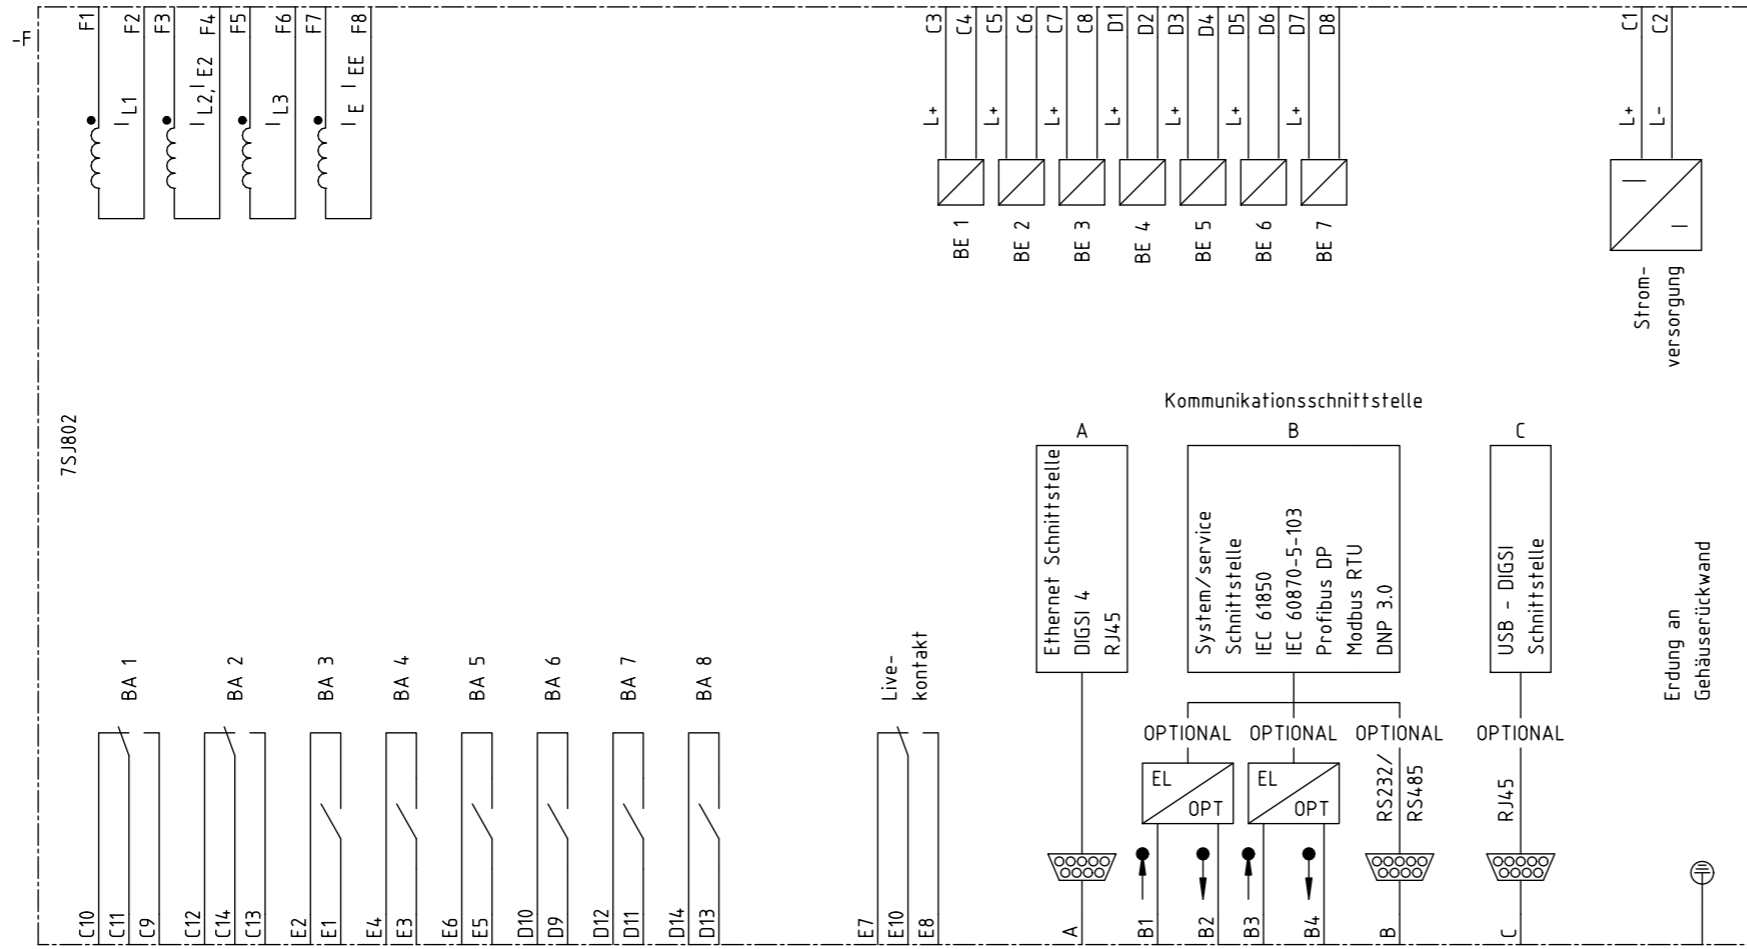 -F
F1
F2
F3
F4
F5
F6
F7
F8
I L1
I L2, I E2
I L3
I E I EE
C3
C4
C5
C6
C7
C8
D1
D2
D3
D4
D5
D6
D7
D8
C1
C2
L+
L+
L+
L+
L+
L+
L+
L+
L-
BE 1
BE 2
BE 3
BE 4
BE 5
BE 6
BE 7
Strom-
versorgung
7SJ802
Kommunikationsschnittstelle
A
B
C
Ethernet Schnittstelle
DIGSI 4
RJ45
System/service
Schnittstelle
IEC 61850
IEC 60870-5-103
Profibus DP
Modbus RTU
DNP 3.0
USB - DIGSI
Schnittstelle
Erdung an
Gehäuserückwand
BA 1
BA 2
BA 3
BA 4
BA 5
BA 6
BA 7
BA 8
Live-
kontakt
OPTIONAL
OPTIONAL
OPTIONAL
OPTIONAL
EL
OPT
EL
OPT
RS232/
RS485
RJ45
C10
C11
C9
C12
C14
C13
E2
E1
E4
E3
E6
E5
D10
D9
D12
D11
D14
D13
E7
E10
E8
A
B1
B2
B3
B4
B
C